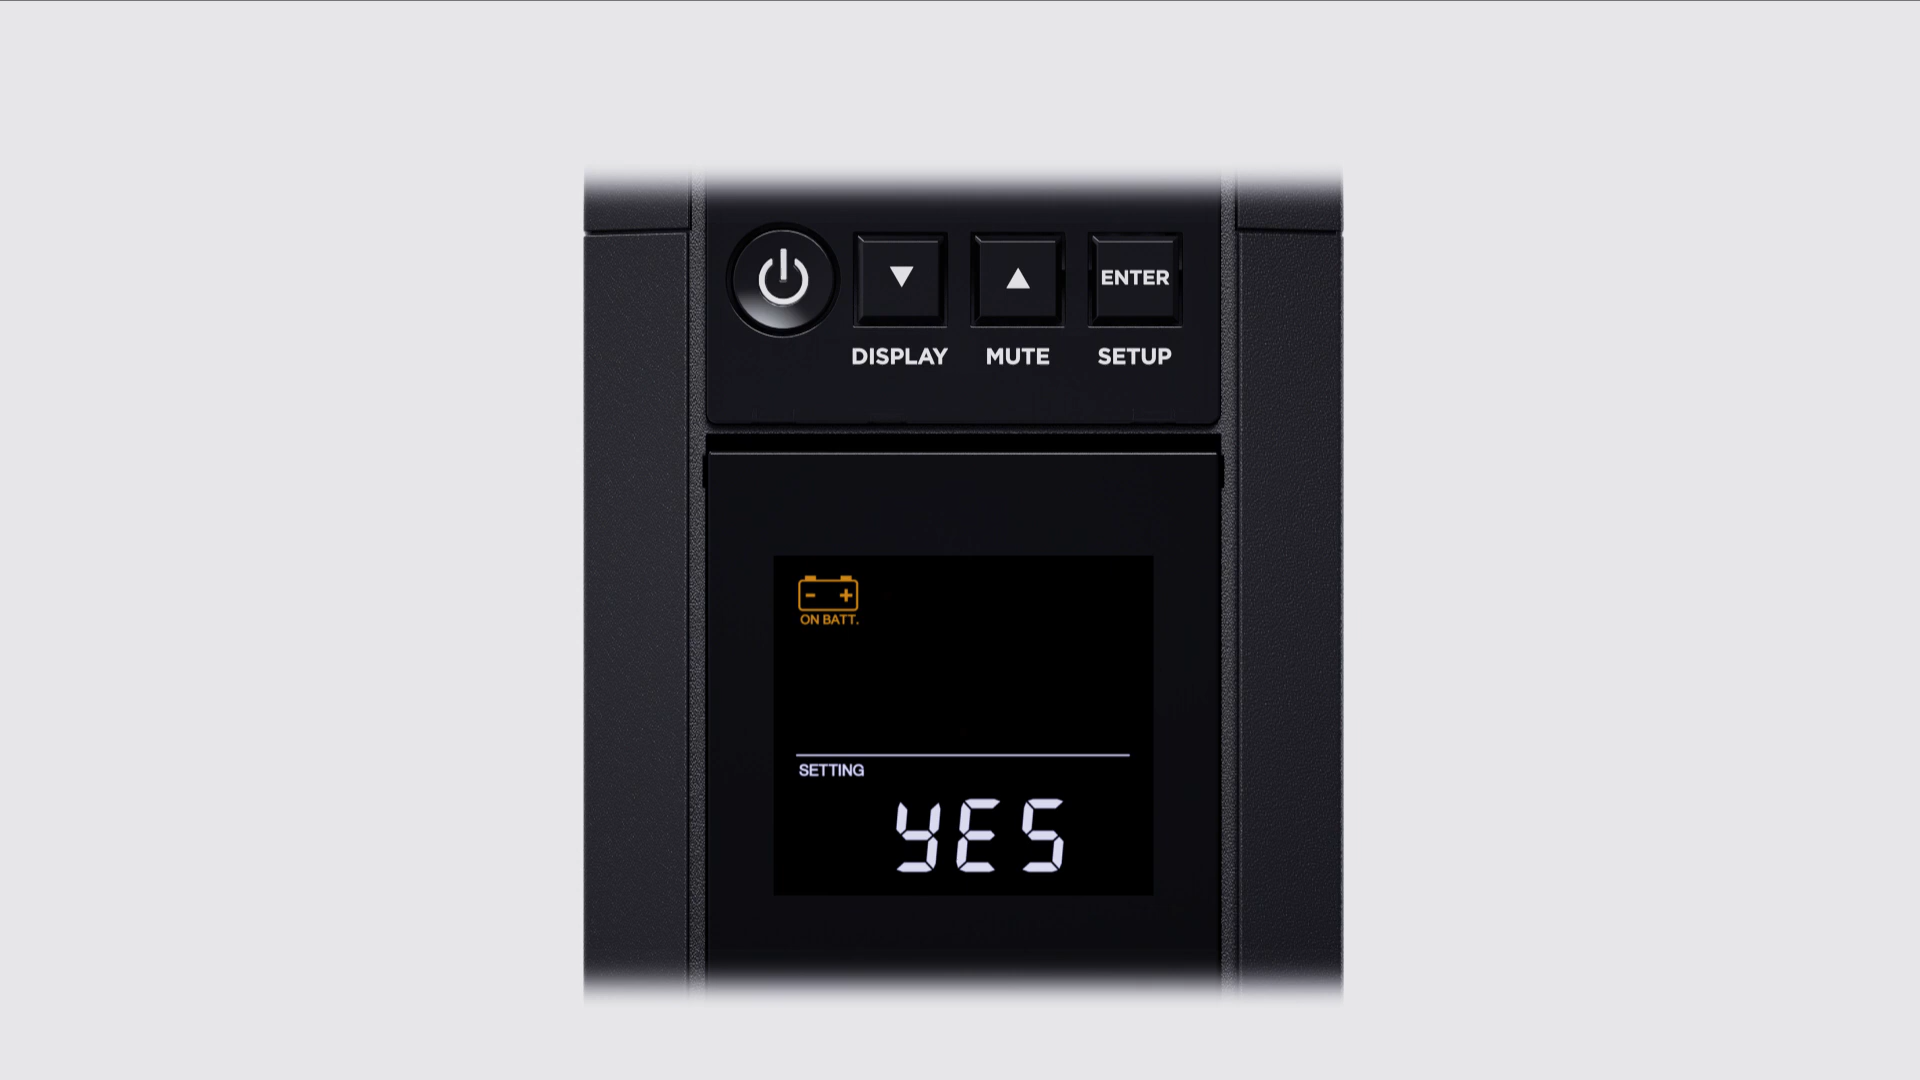 ENTER
DISPLAY MUTE SETUP
- +
ON BATT.
SETTING
YES